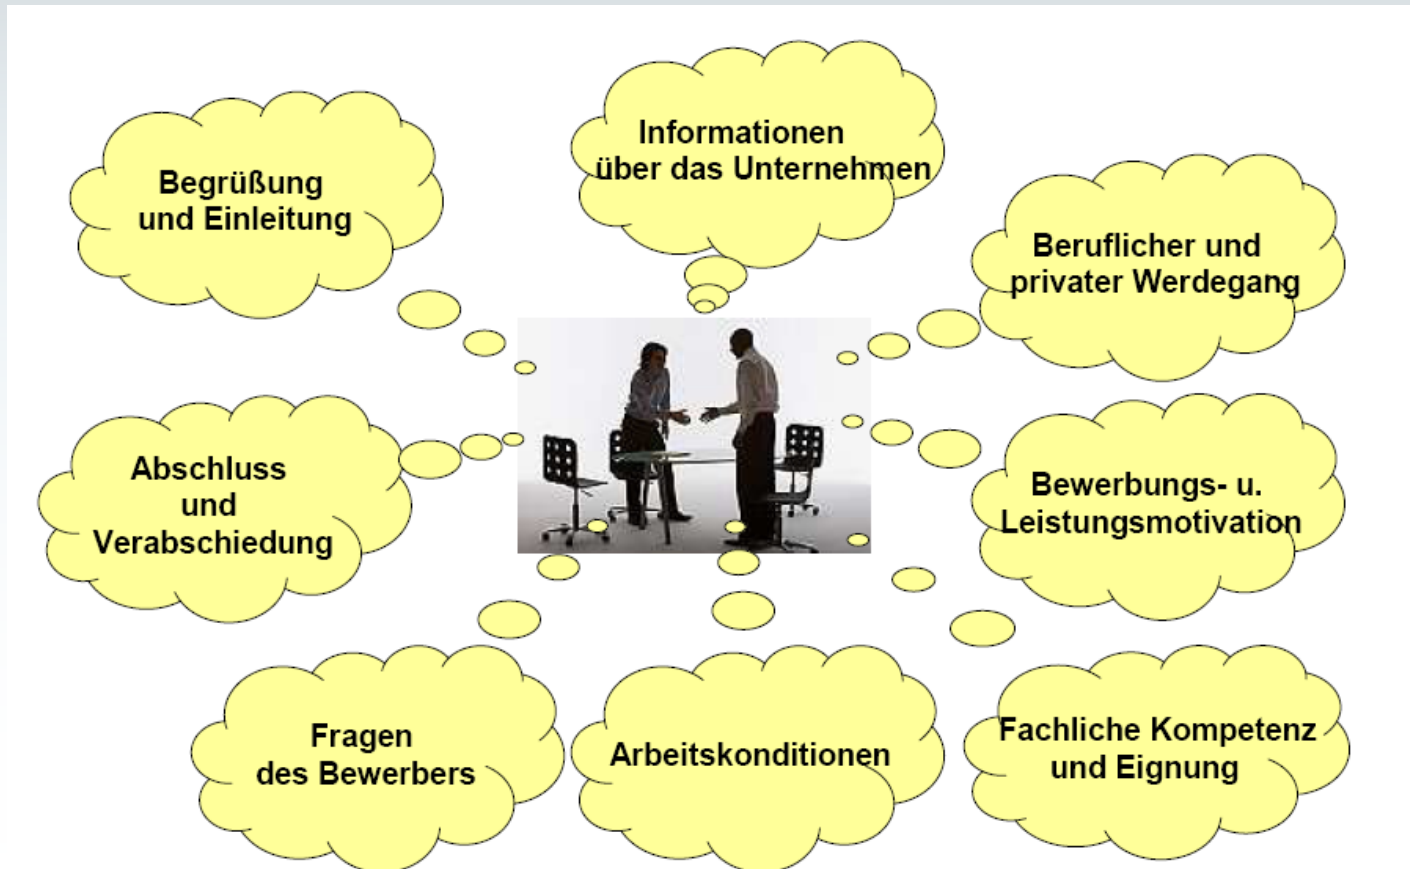 Begrüßung
und Einleitung
Informationen
über das Unternehmen
Beruflicher und
privater Werdegang
Bewerbungs- u.
Leistungsmotivation
Fachliche Kompetenz
und Eignung
Arbeitskonditionen
Fragen
des Bewerbers
Abschluss
und
Verabschiedung